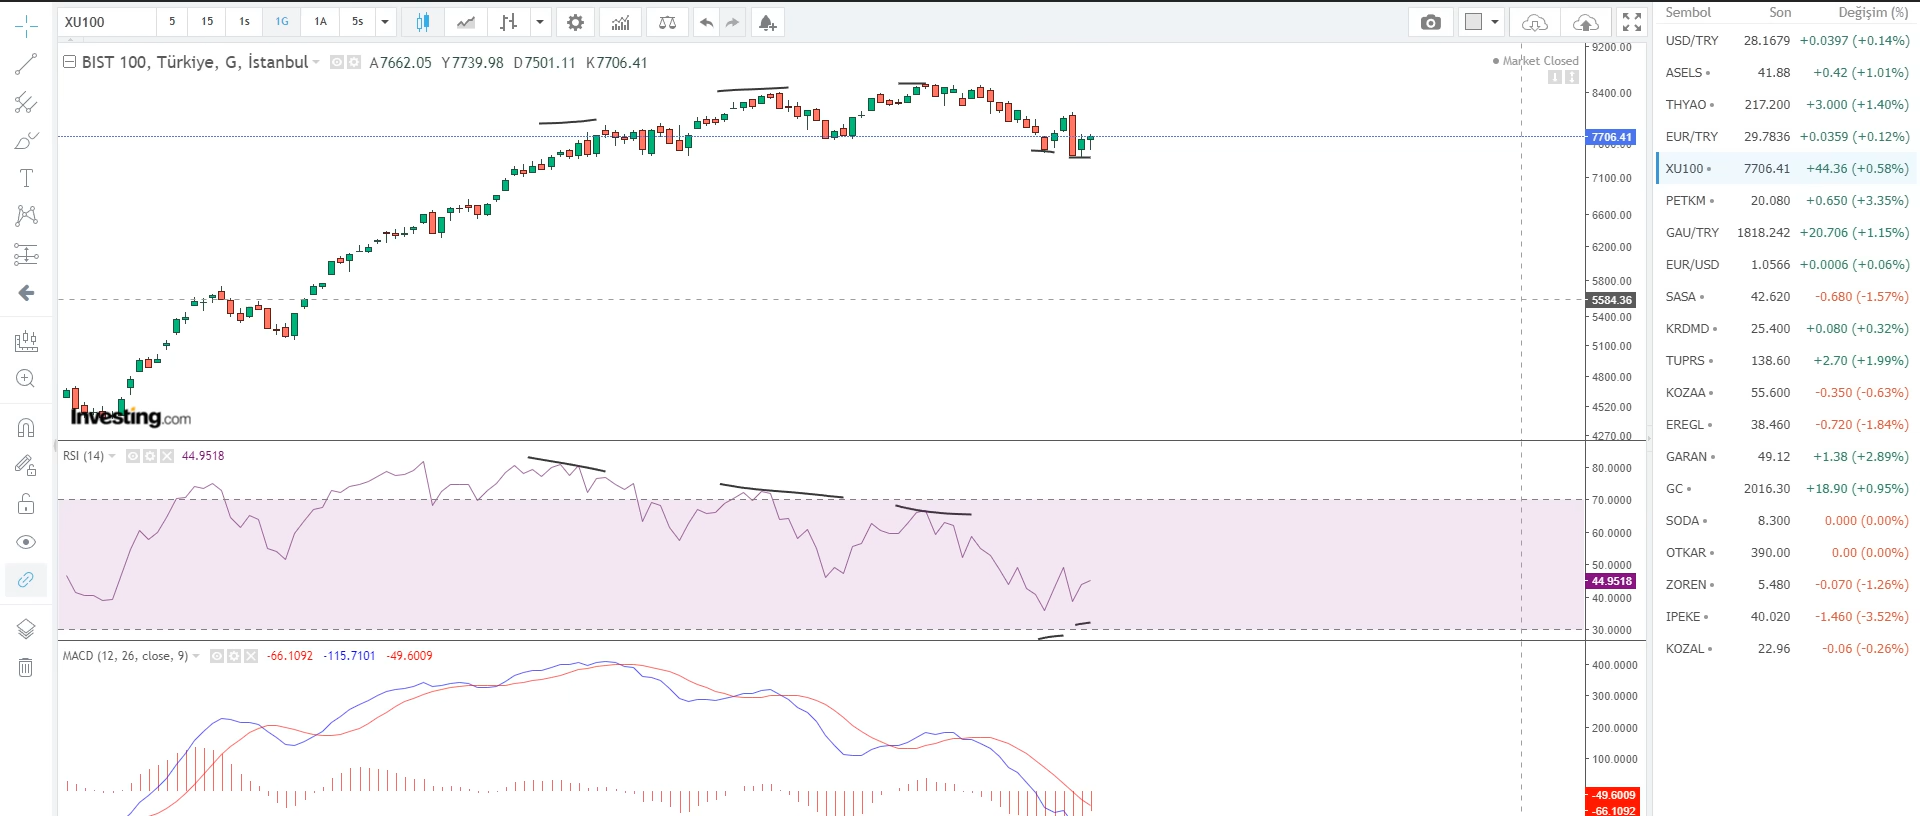 XU100 5 15 1s 1G 1A 5s
BIST 100, Türkiye, G, İstanbul A7662.05 Y7739.98 D7501.11 K7706.41
Market Closed
9200.00
8400.00
7706.41
7100.00
6600.00
6200.00
5800.00
5584.36
5400.00
5100.00
4800.00
4520.00
4270.00
Investing.com
RSI (14) 44.9518
80.0000
70.0000
60.0000
50.0000
44.9518
40.0000
30.0000
MACD (12, 26, close, 9) -66.1092 -115.7101 -49.6009
400.0000
300.0000
200.0000
100.0000
-49.6009
-66.1092
Sembol Son Değişim (%)
USD/TRY 28.1679 +0.0397 (+0.14%)
ASELS 41.88 +0.42 (+1.01%)
THYAO 217.200 +3.000 (+1.40%)
EUR/TRY 29.7836 +0.0359 (+0.12%)
XU100 7706.41 +44.36 (+0.58%)
PETKM 20.080 +0.650 (+3.35%)
GAU/TRY 1818.242 +20.706 (+1.15%)
EUR/USD 1.0566 +0.0006 (+0.06%)
SASA 42.620 -0.680 (-1.57%)
KRDMD 25.400 +0.080 (+0.32%)
TUPRS 138.60 +2.70 (+1.99%)
KOZAA 55.600 -0.350 (-0.63%)
EREGL 38.460 -0.720 (-1.84%)
GARAN 49.12 +1.38 (+2.89%)
GC 2016.30 +18.90 (+0.95%)
SODA 8.300 0.000 (0.00%)
OTKAR 390.00 0.00 (0.00%)
ZOREN 5.480 -0.070 (-1.26%)
IPEKE 40.020 -1.460 (-3.52%)
KOZAL 22.96 -0.06 (-0.26%)